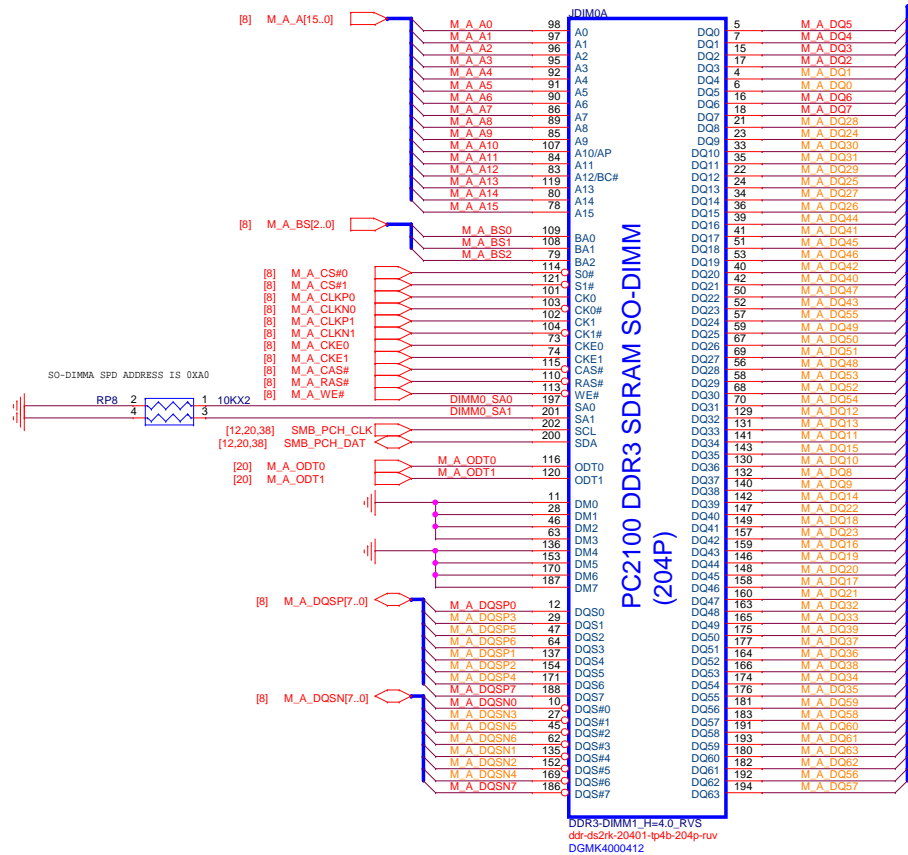 JDIM0A
[8] M_A_A[15..0]
M_A_A0 98 A0
M_A_A1 97 A1
M_A_A2 96 A2
M_A_A3 95 A3
M_A_A4 92 A4
M_A_A5 91 A5
M_A_A6 90 A6
M_A_A7 86 A7
M_A_A8 89 A8
M_A_A9 85 A9
M_A_A10 107 A10/AP
M_A_A11 84 A11
M_A_A12 83 A12/BC#
M_A_A13 119 A13
M_A_A14 80 A14
M_A_A15 78 A15
[8] M_A_BS[2..0]
M_A_BS0 109 BA0
M_A_BS1 108 BA1
M_A_BS2 79 BA2
[8] M_A_CS#0 114 S0#
[8] M_A_CS#1 121 S1#
[8] M_A_CLKP0 101 CK0
[8] M_A_CLKN0 103 CK0#
[8] M_A_CLKP1 102 CK1
[8] M_A_CLKN1 104 CK1#
[8] M_A_CKE0 73 CKE0
[8] M_A_CKE1 74 CKE1
[8] M_A_CAS# 115 CAS#
[8] M_A_RAS# 110 RAS#
[8] M_A_WE# 113 WE#
SO-DIMMA SPD ADDRESS IS 0XA0
RP8 2 1 10KX2 DIMM0_SA0 197 SA0
4 3 DIMM0_SA1 201 SA1
[12,20,38] SMB_PCH_CLK 202 SCL
[12,20,38] SMB_PCH_DAT 200 SDA
[20] M_A_ODT0 M_A_ODT0 116 ODT0
[20] M_A_ODT1 M_A_ODT1 120 ODT1
11 DM0
28 DM1
46 DM2
63 DM3
136 DM4
153 DM5
170 DM6
187 DM7
[8] M_A_DQSP[7..0]
M_A_DQSP0 12 DQS0
M_A_DQSP3 29 DQS1
M_A_DQSP5 47 DQS2
M_A_DQSP6 64 DQS3
M_A_DQSP1 137 DQS4
M_A_DQSP2 154 DQS5
M_A_DQSP4 171 DQS6
M_A_DQSP7 188 DQS7
[8] M_A_DQSN[7..0]
M_A_DQSN0 10 DQS#0
M_A_DQSN3 27 DQS#1
M_A_DQSN5 45 DQS#2
M_A_DQSN6 62 DQS#3
M_A_DQSN1 135 DQS#4
M_A_DQSN2 152 DQS#5
M_A_DQSN4 169 DQS#6
M_A_DQSN7 186 DQS#7
PC2100 DDR3 SDRAM SO-DIMM
(204P)
DQ0 5 M_A_DQ5
DQ1 7 M_A_DQ4
DQ2 15 M_A_DQ3
DQ3 17 M_A_DQ2
DQ4 4 M_A_DQ1
DQ5 6 M_A_DQ0
DQ6 16 M_A_DQ6
DQ7 18 M_A_DQ7
DQ8 21 M_A_DQ28
DQ9 23 M_A_DQ24
DQ10 33 M_A_DQ30
DQ11 35 M_A_DQ31
DQ12 22 M_A_DQ29
DQ13 24 M_A_DQ25
DQ14 34 M_A_DQ27
DQ15 36 M_A_DQ26
DQ16 39 M_A_DQ44
DQ17 41 M_A_DQ41
DQ18 51 M_A_DQ45
DQ19 53 M_A_DQ46
DQ20 40 M_A_DQ42
DQ21 42 M_A_DQ40
DQ22 50 M_A_DQ47
DQ23 52 M_A_DQ43
DQ24 57 M_A_DQ55
DQ25 59 M_A_DQ49
DQ26 67 M_A_DQ50
DQ27 69 M_A_DQ51
DQ28 56 M_A_DQ48
DQ29 58 M_A_DQ53
DQ30 68 M_A_DQ52
DQ31 70 M_A_DQ54
DQ32 129 M_A_DQ12
DQ33 131 M_A_DQ13
DQ34 141 M_A_DQ11
DQ35 143 M_A_DQ15
DQ36 130 M_A_DQ10
DQ37 132 M_A_DQ8
DQ38 140 M_A_DQ9
DQ39 142 M_A_DQ14
DQ40 147 M_A_DQ22
DQ41 149 M_A_DQ18
DQ42 157 M_A_DQ23
DQ43 159 M_A_DQ16
DQ44 146 M_A_DQ19
DQ45 148 M_A_DQ20
DQ46 158 M_A_DQ17
DQ47 160 M_A_DQ21
DQ48 163 M_A_DQ32
DQ49 165 M_A_DQ33
DQ50 175 M_A_DQ39
DQ51 177 M_A_DQ37
DQ52 164 M_A_DQ36
DQ53 166 M_A_DQ38
DQ54 174 M_A_DQ34
DQ55 176 M_A_DQ35
DQ56 181 M_A_DQ59
DQ57 183 M_A_DQ58
DQ58 191 M_A_DQ60
DQ59 193 M_A_DQ61
DQ60 180 M_A_DQ63
DQ61 182 M_A_DQ62
DQ62 192 M_A_DQ56
DQ63 194 M_A_DQ57
DDR3-DIMM1_H=4.0_RVS
ddr-ds2rk-20401-tp4b-204p-ruv
DGMK4000412